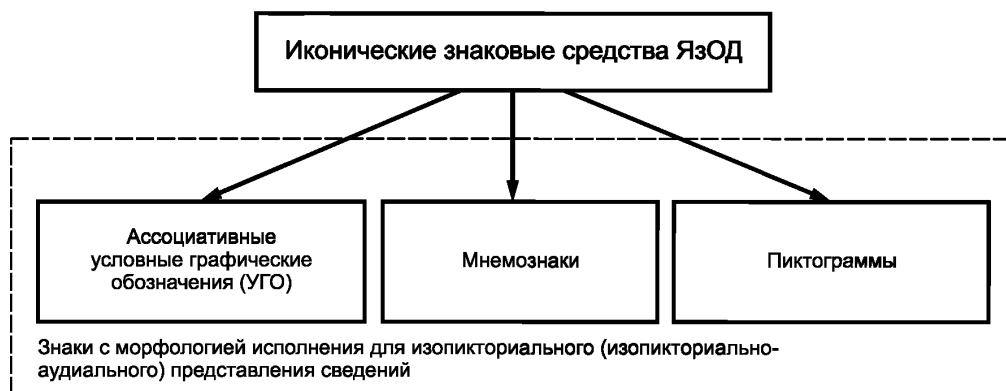 Иконические знаковые средства ЯзОД
Ассоциативные
условные графические
обозначения (УГО)
Мнемознаки
Пиктограммы
Знаки с морфологией исполнения для изопикториального (изопикториально-
аудиального) представления сведений